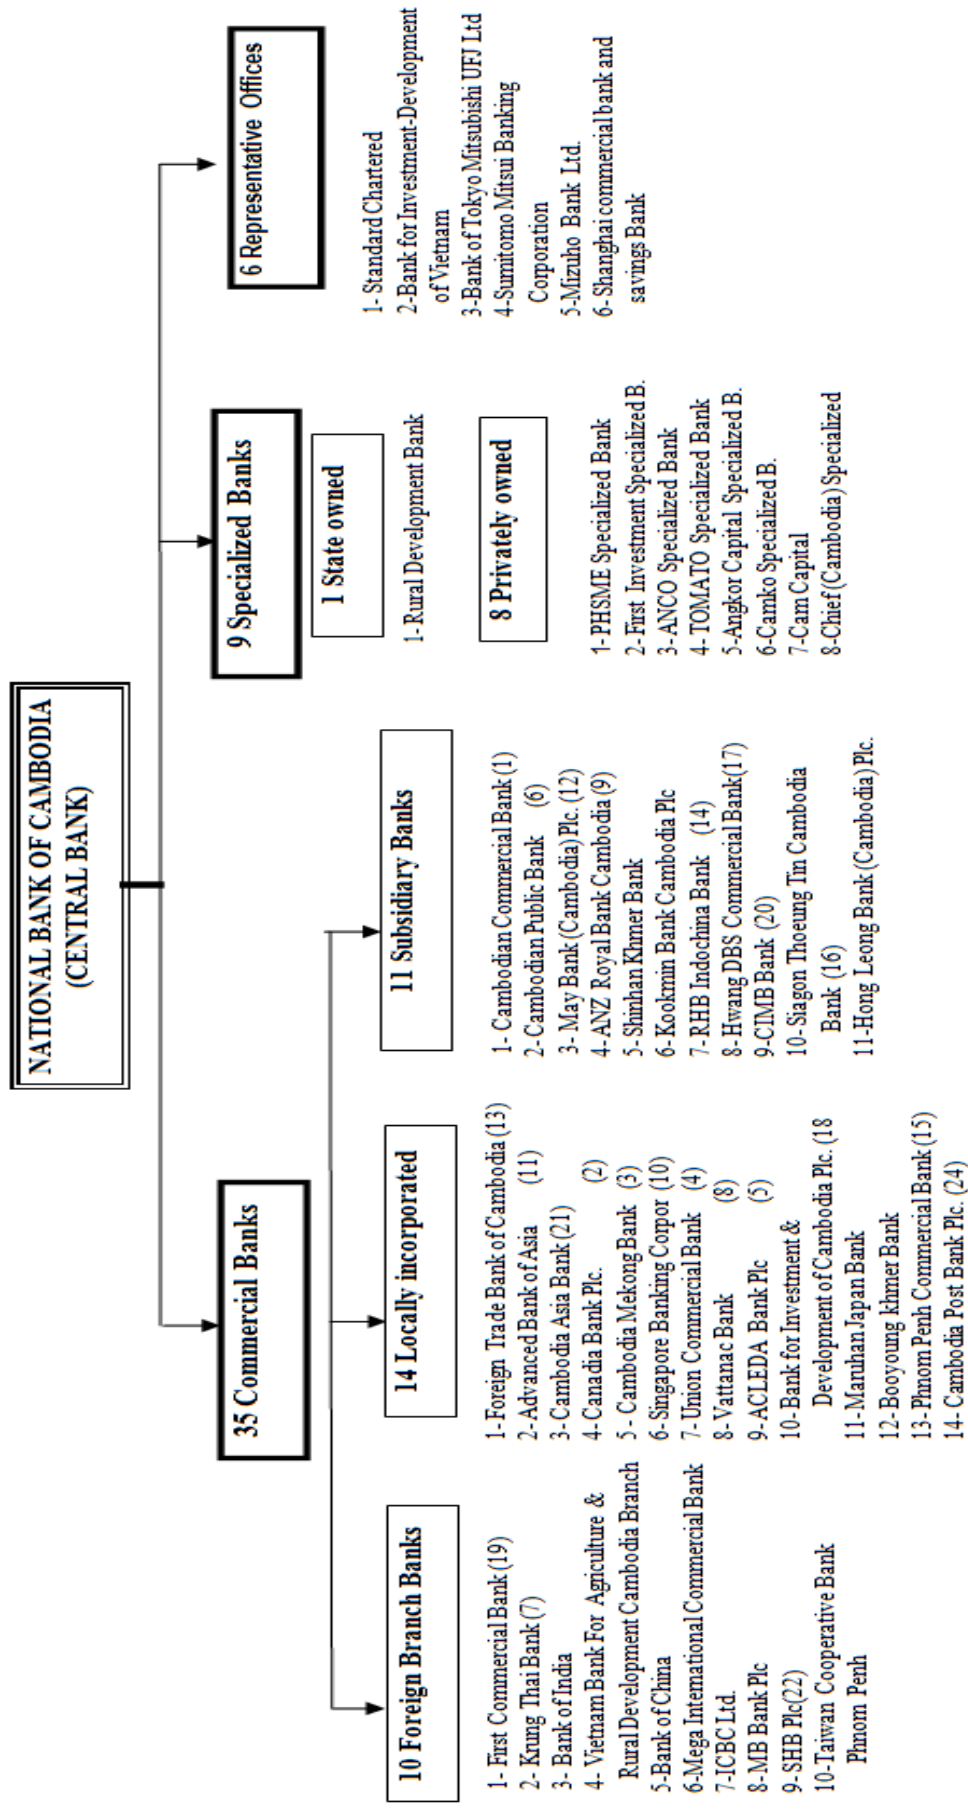 NATIONAL BANK OF CAMBODIA
(CENTRAL BANK)
35 Commercial Banks
10 Foreign Branch Banks
1- First Commercial Bank (19)
2- Krung Thai Bank (7)
3- Bank of India
4- Vietnam Bank For Agriculture &
Rural Development Cambodia Branch
5-Bank of China
6-Mega International Commercial Bank
7-ICBC Ltd.
8-MB Bank Plc
9-SHB Plc(22)
10-Taiwan Cooperative Bank
Phnom Penh
14 Locally incorporated
1-Foreign Trade Bank of Cambodia (13)
2-Advanced Bank of Asia (11)
3-Cambodia Asia Bank (21)
4-Canadia Bank Plc. (2)
5 - Cambodia Mekong Bank (3)
6-Singapore Banking Corpor (10)
7-Union Commercial Bank (4)
8- Vattanac Bank (8)
9-ACLEDA Bank Plc (5)
10-Bank for Investment &
Development of Cambodia Plc. (18
11-Maruhan Japan Bank
12-Booyoung khmer Bank
13-Phnom Penh Commercial Bank (15)
14- Cambodia Post Bank Plc. (24)
11 Subsidiary Banks
1- Cambodian Commercial Bank (1)
2-Cambodian Public Bank (6)
3- May Bank (Cambodia) Plc. (12)
4-ANZ Royal Bank Cambodia (9)
5-Shinhan Khmer Bank
6-Kookmin Bank Cambodia Plc
7-RHB Indochina Bank (14)
8-Hwang DBS Commercial Bank(17)
9-CIMB Bank (20)
10-Siagon Thoeung Tin Cambodia
Bank (16)
11-Hong Leong Bank (Cambodia) Plc.
9 Specialized Banks
1 State owned
1-Rural Development Bank
8 Privately owned
1-PHSME Specialized Bank
2-First Investment Specialized B.
3-ANCO Specialized Bank
4- TOMATO Specialized Bank
5-Angkor Capital Specialized B.
6-Camko Specialized B.
7-Cam Capital
8-Chief (Cambodia) Specialized
6 Representative Offices
1- Standard Chartered
2-Bank for Investment-Development
of Vietnam
3-Bank of Tokyo Mitsubishi UFJ Ltd
4-Sumitomo Mitsui Banking
Corporation
5-Mizuho Bank Ltd.
6- Shanghai commercial bank and
savings Bank